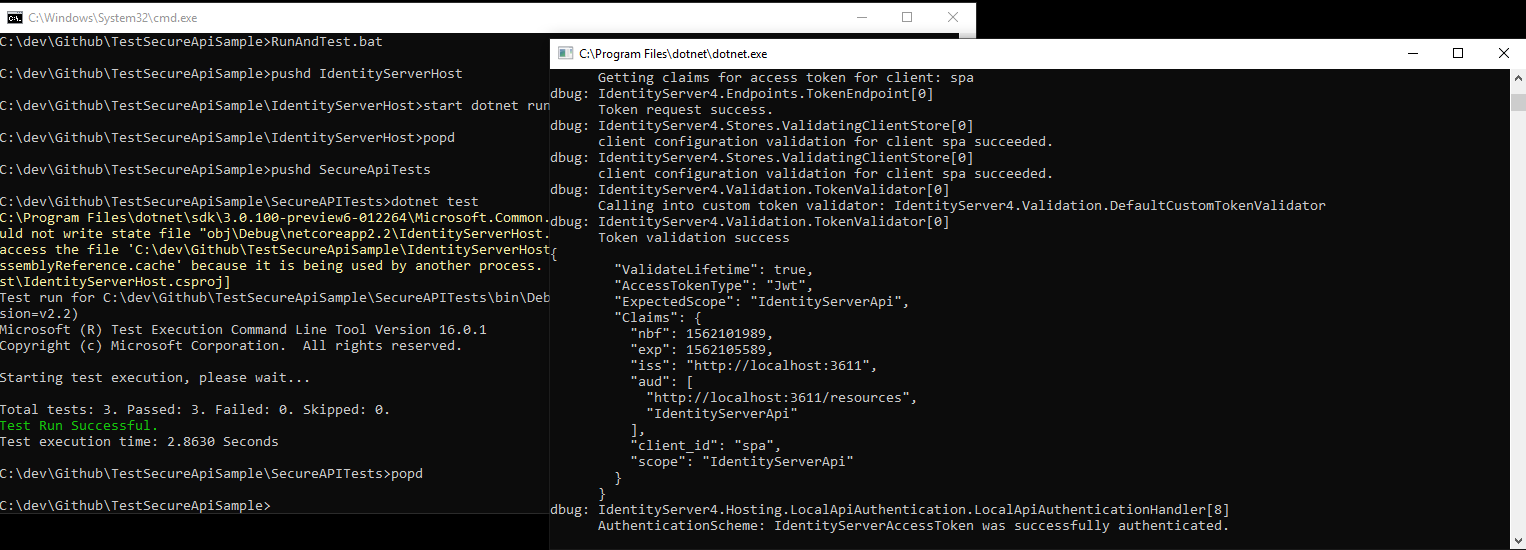 C:\Windows\System32\cmd.exe
C:\dev\Github\TestSecureApiSample>RunAndTest.bat
C:\dev\Github\TestSecureApiSample>pushd IdentityServerHost
C:\dev\Github\TestSecureApiSample\IdentityServerHost>start dotnet run
C:\dev\Github\TestSecureApiSample\IdentityServerHost>popd
C:\dev\Github\TestSecureApiSample>pushd SecureApiTests
C:\dev\Github\TestSecureApiSample\SecureAPITests>dotnet test
C:\Program Files\dotnet\sdk\3.0.100-preview6-012264\Microsoft.Common.
uld not write state file "obj\Debug\netcoreapp2.2\IdentityServerHost.
access the file 'C:\dev\Github\TestSecureApiSample\IdentityServerHost
ssemblyReference.cache' because it is being used by another process.
st\IdentityServerHost.csproj]
Test run for C:\dev\Github\TestSecureApiSample\SecureAPITests\bin\Deb
sion=v2.2)
Microsoft (R) Test Execution Command Line Tool Version 16.0.1
Copyright (c) Microsoft Corporation.  All rights reserved.
Starting test execution, please wait...
Total tests: 3. Passed: 3. Failed: 0. Skipped: 0.
Test Run Successful.
Test execution time: 2.8630 Seconds
C:\dev\Github\TestSecureApiSample\SecureAPITests>popd
C:\dev\Github\TestSecureApiSample>
C:\Program Files\dotnet\dotnet.exe
Getting claims for access token for client: spa
dbug: IdentityServer4.Endpoints.TokenEndpoint[0]
Token request success.
dbug: IdentityServer4.Stores.ValidatingClientStore[0]
client configuration validation for client spa succeeded.
dbug: IdentityServer4.Stores.ValidatingClientStore[0]
client configuration validation for client spa succeeded.
dbug: IdentityServer4.Validation.TokenValidator[0]
Calling into custom token validator: IdentityServer4.Validation.DefaultCustomTokenValidator
dbug: IdentityServer4.Validation.TokenValidator[0]
Token validation success
{
"ValidateLifetime": true,
"AccessTokenType": "Jwt",
"ExpectedScope": "IdentityServerApi",
"Claims": {
"nbf": 1562101989,
"exp": 1562105589,
"iss": "http://localhost:3611",
"aud": [
"http://localhost:3611/resources",
"IdentityServerApi"
],
"client_id": "spa",
"scope": "IdentityServerApi"
}
}
dbug: IdentityServer4.Hosting.LocalApiAuthentication.LocalApiAuthenticationHandler[8]
AuthenticationScheme: IdentityServerAccessToken was successfully authenticated.